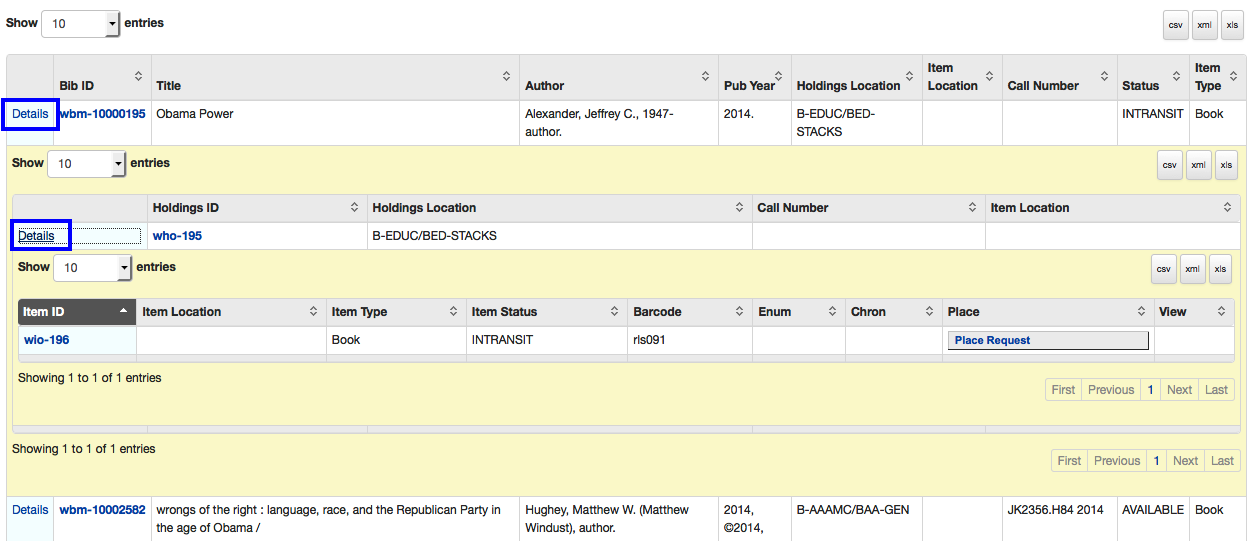 Show 10 entries csv xml xls
Bib ID Title Author Pub Year Holdings Location Item Location Call Number Status Item Type
Details wbm-10000195 Obama Power Alexander, Jeffrey C., 1947- 2014. B-EDUC/BED- INTRANSIT Book
author. STACKS
Show 10 entries csv xml xls
Holdings ID Holdings Location Call Number Item Location
Details who-195 B-EDUC/BED-STACKS
Show 10 entries csv xml xls
Item ID Item Location Item Type Item Status Barcode Enum Chron Place View
wio-196 Book INTRANSIT rls091 Place Request
Showing 1 to 1 of 1 entries
First Previous 1 Next Last
Showing 1 to 1 of 1 entries
First Previous 1 Next Last
Details wbm-10002582 wrongs of the right : language, race, and the Republican Party in Hughey, Matthew W. (Matthew 2014, B-AAAMC/BAA-GEN JK2356.H84 2014 AVAILABLE Book
the age of Obama / Windust), author. ©2014,